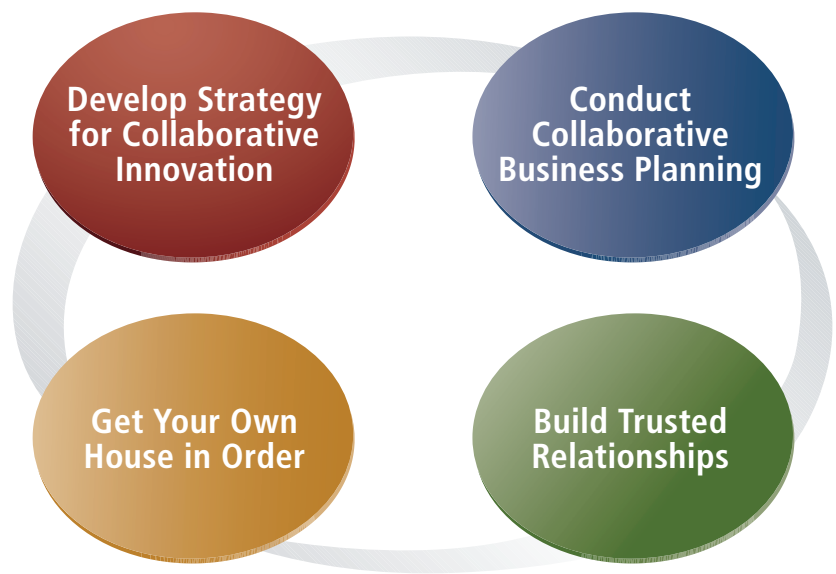 Develop Strategy
for Collaborative
Innovation
Conduct
Collaborative
Business Planning
Get Your Own
House in Order
Build Trusted
Relationships